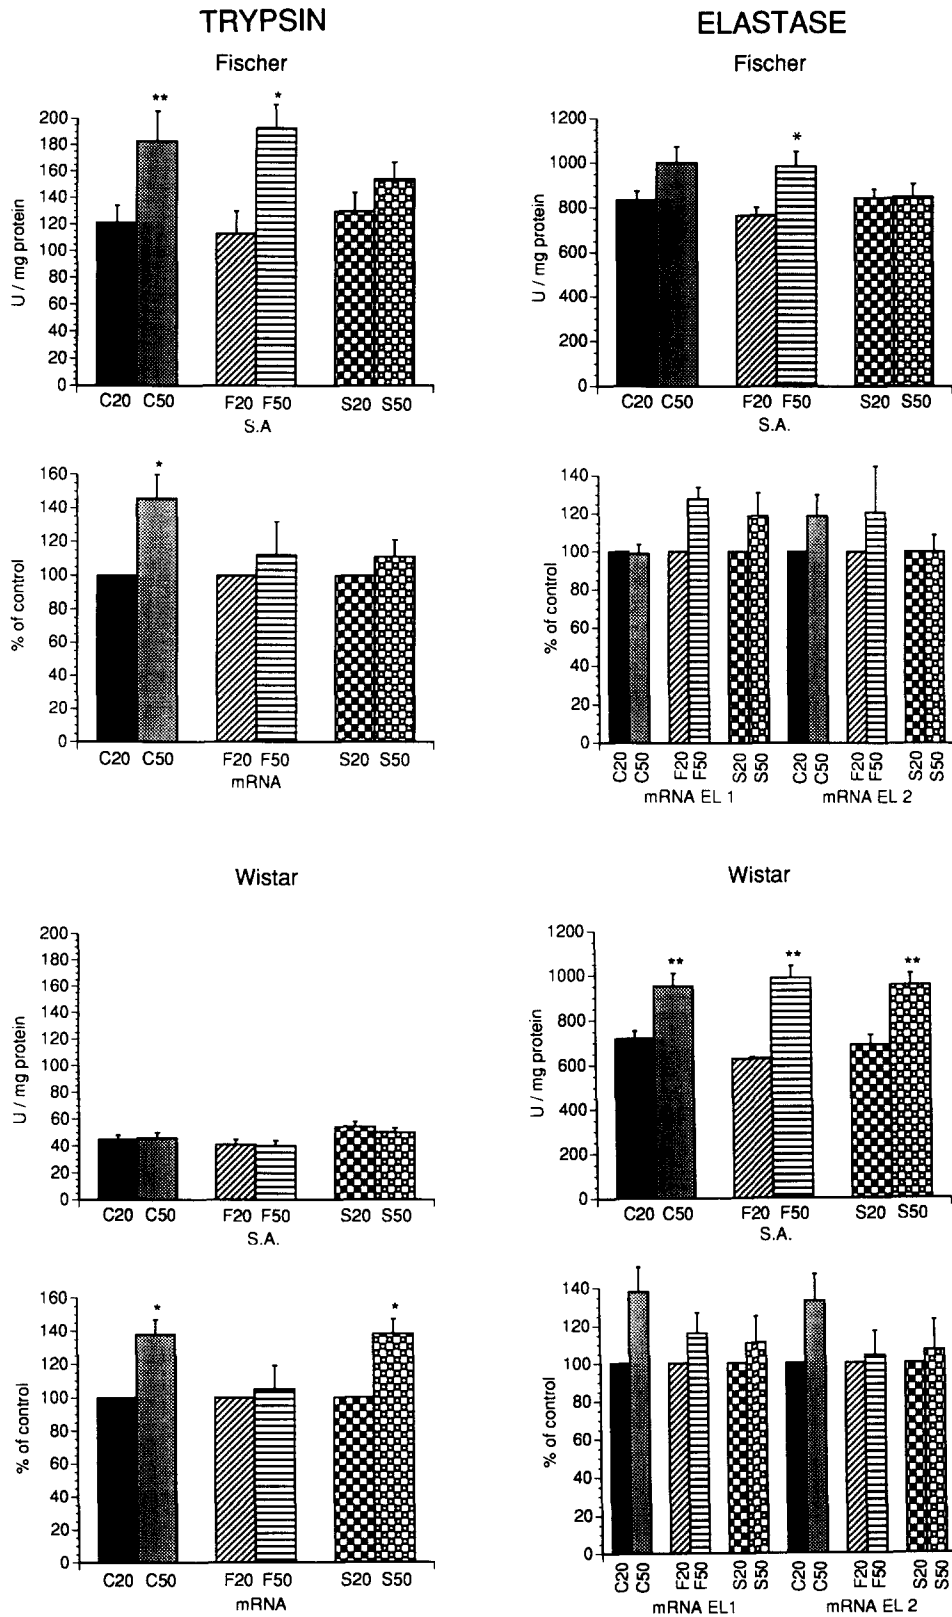 TRYPSIN
Fischer
** *
200
180
160
140
120
100
80
60
40
20
0
U / mg protein
C20 C50 F20 F50 S20 S50
S.A
*
160
140
120
100
80
60
40
20
0
% of control
C20 C50 F20 F50 S20 S50
mRNA
Wistar
200
180
160
140
120
100
80
60
40
20
0
U / mg protein
C20 C50 F20 F50 S20 S50
S.A.
* *
160
140
120
100
80
60
40
20
0
% of control
C20 C50 F20 F50 S20 S50
mRNA
ELASTASE
Fischer
*
1200
1000
800
600
400
200
0
U / mg protein
C20 C50 F20 F50 S20 S50
S.A.
140
120
100
80
60
40
20
0
% of control
C20 C50 F20 F50 S20 S50 C20 C50 F20 F50 S20 S50
mRNA EL 1 mRNA EL 2
Wistar
** ** **
1200
1000
800
600
400
200
0
U / mg protein
C20 C50 F20 F50 S20 S50
S.A.
140
120
100
80
60
40
20
0
% of control
C20 C50 F20 F50 S20 S50 C20 C50 F20 F50 S20 S50
mRNA EL1 mRNA EL 2